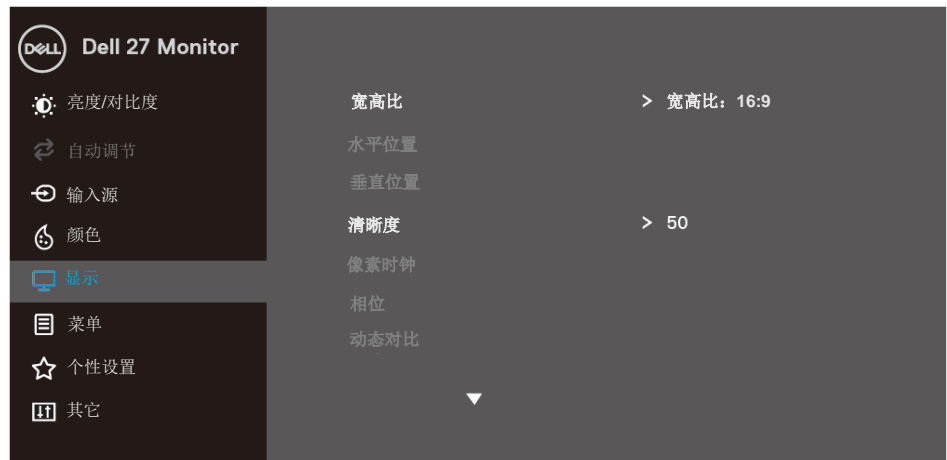 DELL
Dell 27 Monitor
亮度/对比度
自动调节
输入源
颜色
显示
菜单
个性设置
其它
宽高比 > 宽高比：16:9
水平位置
垂直位置
清晰度 > 50
像素时钟
相位
动态对比